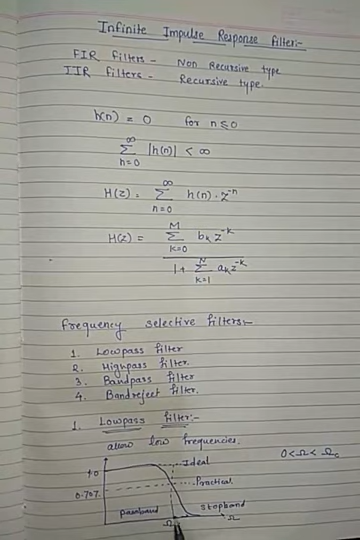 Infinite Impulse Response filter:-
FIR filters - Non Recursive type
IIR filters - Recursive type.
h(n) = 0 for n ≤ 0
∞
∑ |h(n)| < ∞
n=0
∞
H(z) = ∑ h(n) . z⁻ⁿ
n=0
M
H(z) = ∑ bₖ z⁻ᵏ
k=0
N
1 + ∑ aₖ z⁻ᵏ
k=1
Frequency selective filters:-
1. Lowpass filter
2. Highpass filter.
3. Bandpass filter
4. Bandreject filter.
1. Lowpass filter:-
allow low frequencies.
Ideal 0 < Ω < Ωc
1.0
Practical
0.707
passband stopband
Ω